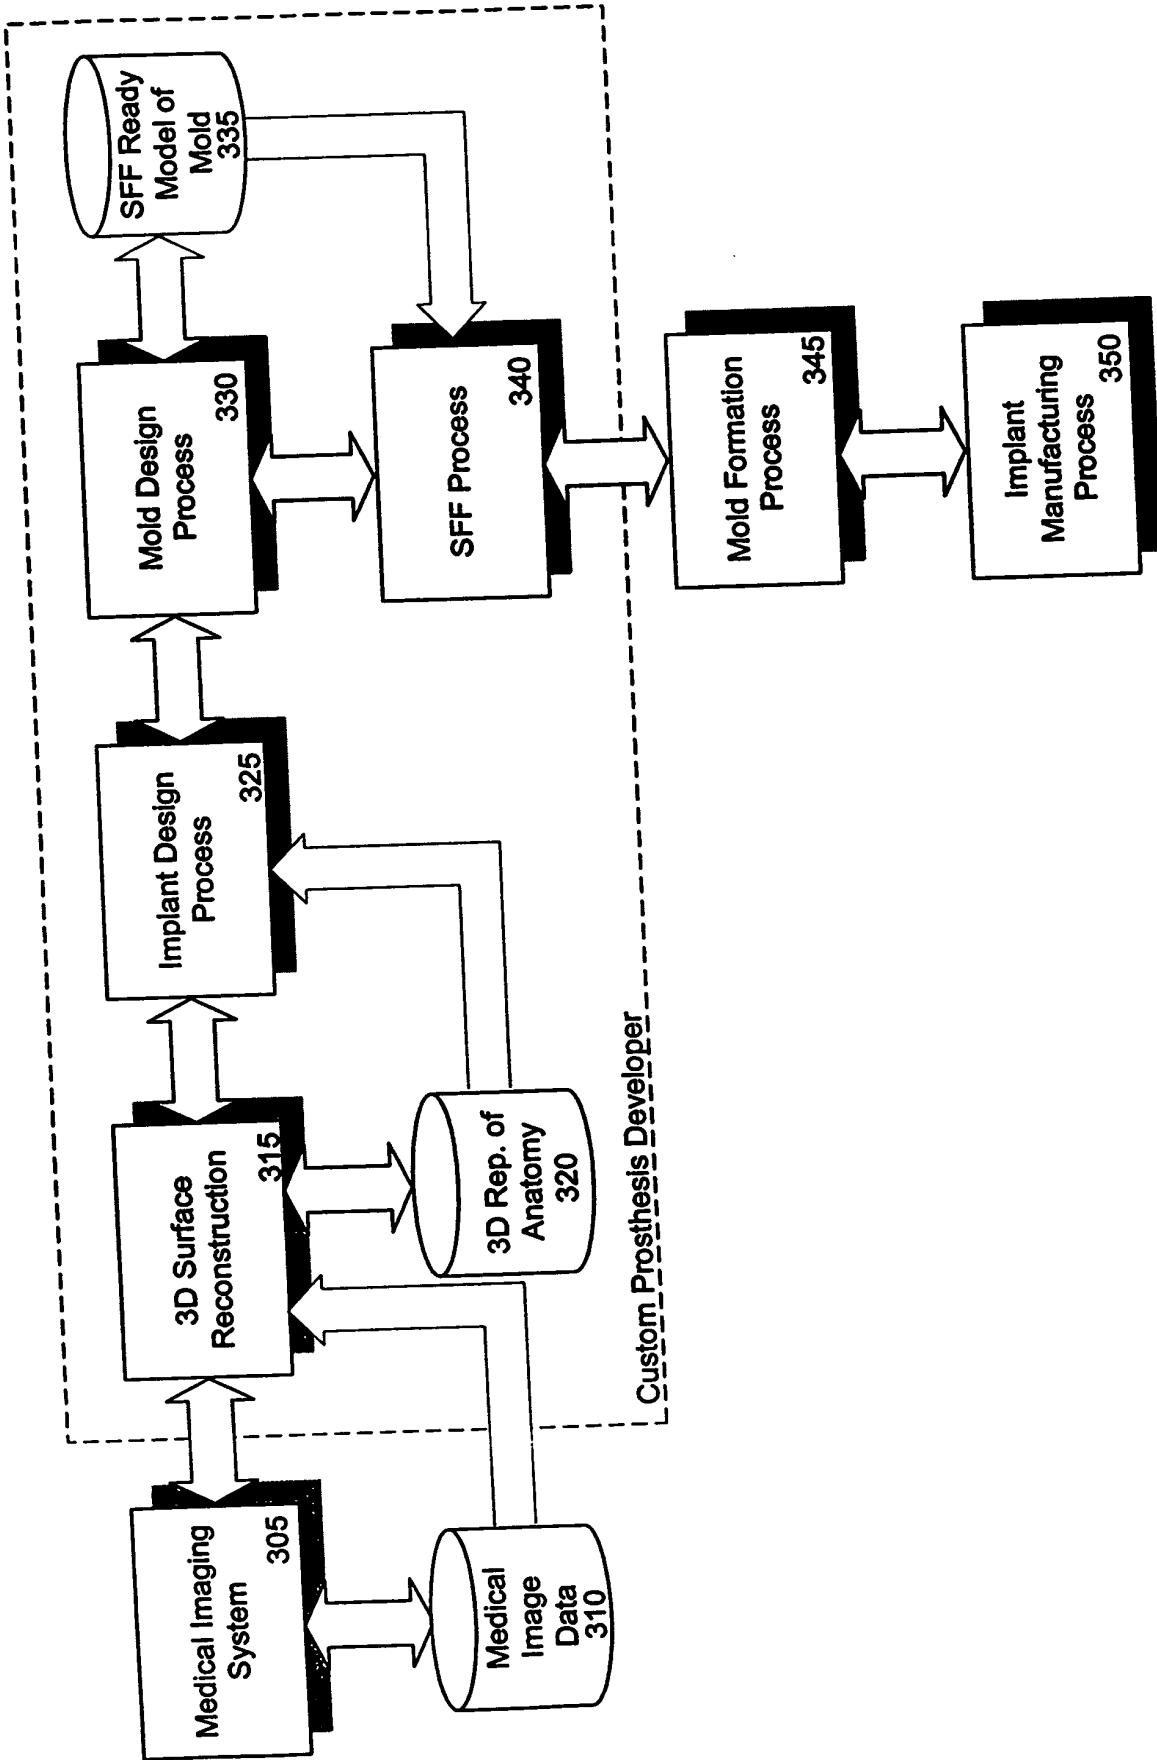 Medical Imaging
System
305
Medical
Image
Data
310
3D Surface
Reconstruction
315
3D Rep. of
Anatomy
320
Implant Design
Process
325
Mold Design
Process
330
SFF Ready
Model of
Mold
335
SFF Process
340
Custom Prosthesis Developer
Mold Formation
Process
345
Implant
Manufacturing
Process
350